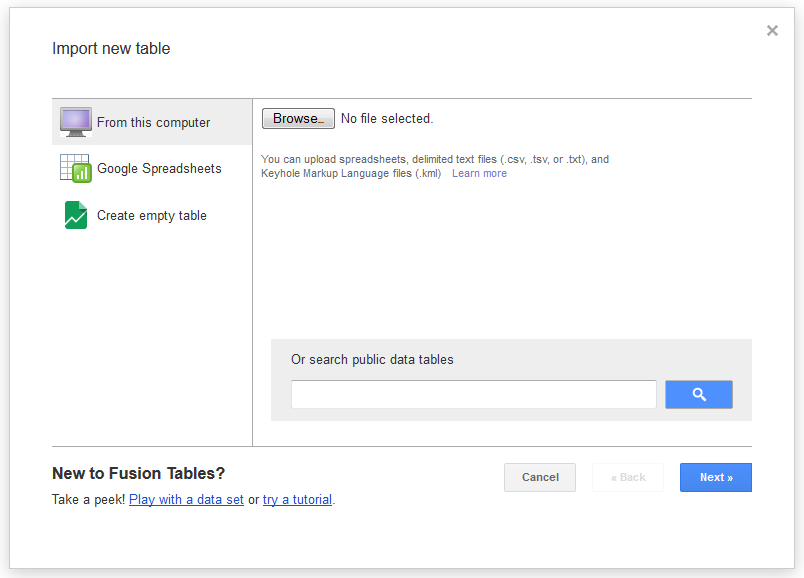 Import new table
From this computer
Google Spreadsheets
Create empty table
Browse... No file selected.
You can upload spreadsheets, delimited text files (.csv, .tsv, or .txt), and
Keyhole Markup Language files (.kml) Learn more
Or search public data tables
New to Fusion Tables?
Take a peek! Play with a data set or try a tutorial.
Cancel
« Back
Next »